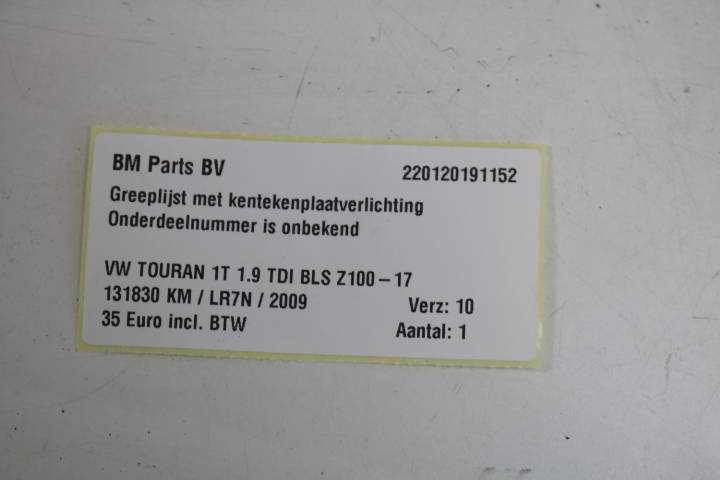 BM Parts BV 220120191152
Greeplijst met kentekenplaatverlichting
Onderdeelnummer is onbekend
VW TOURAN 1T 1.9 TDI BLS Z100-17
131830 KM / LR7N / 2009 Verz: 10
35 Euro incl. BTW Aantal: 1